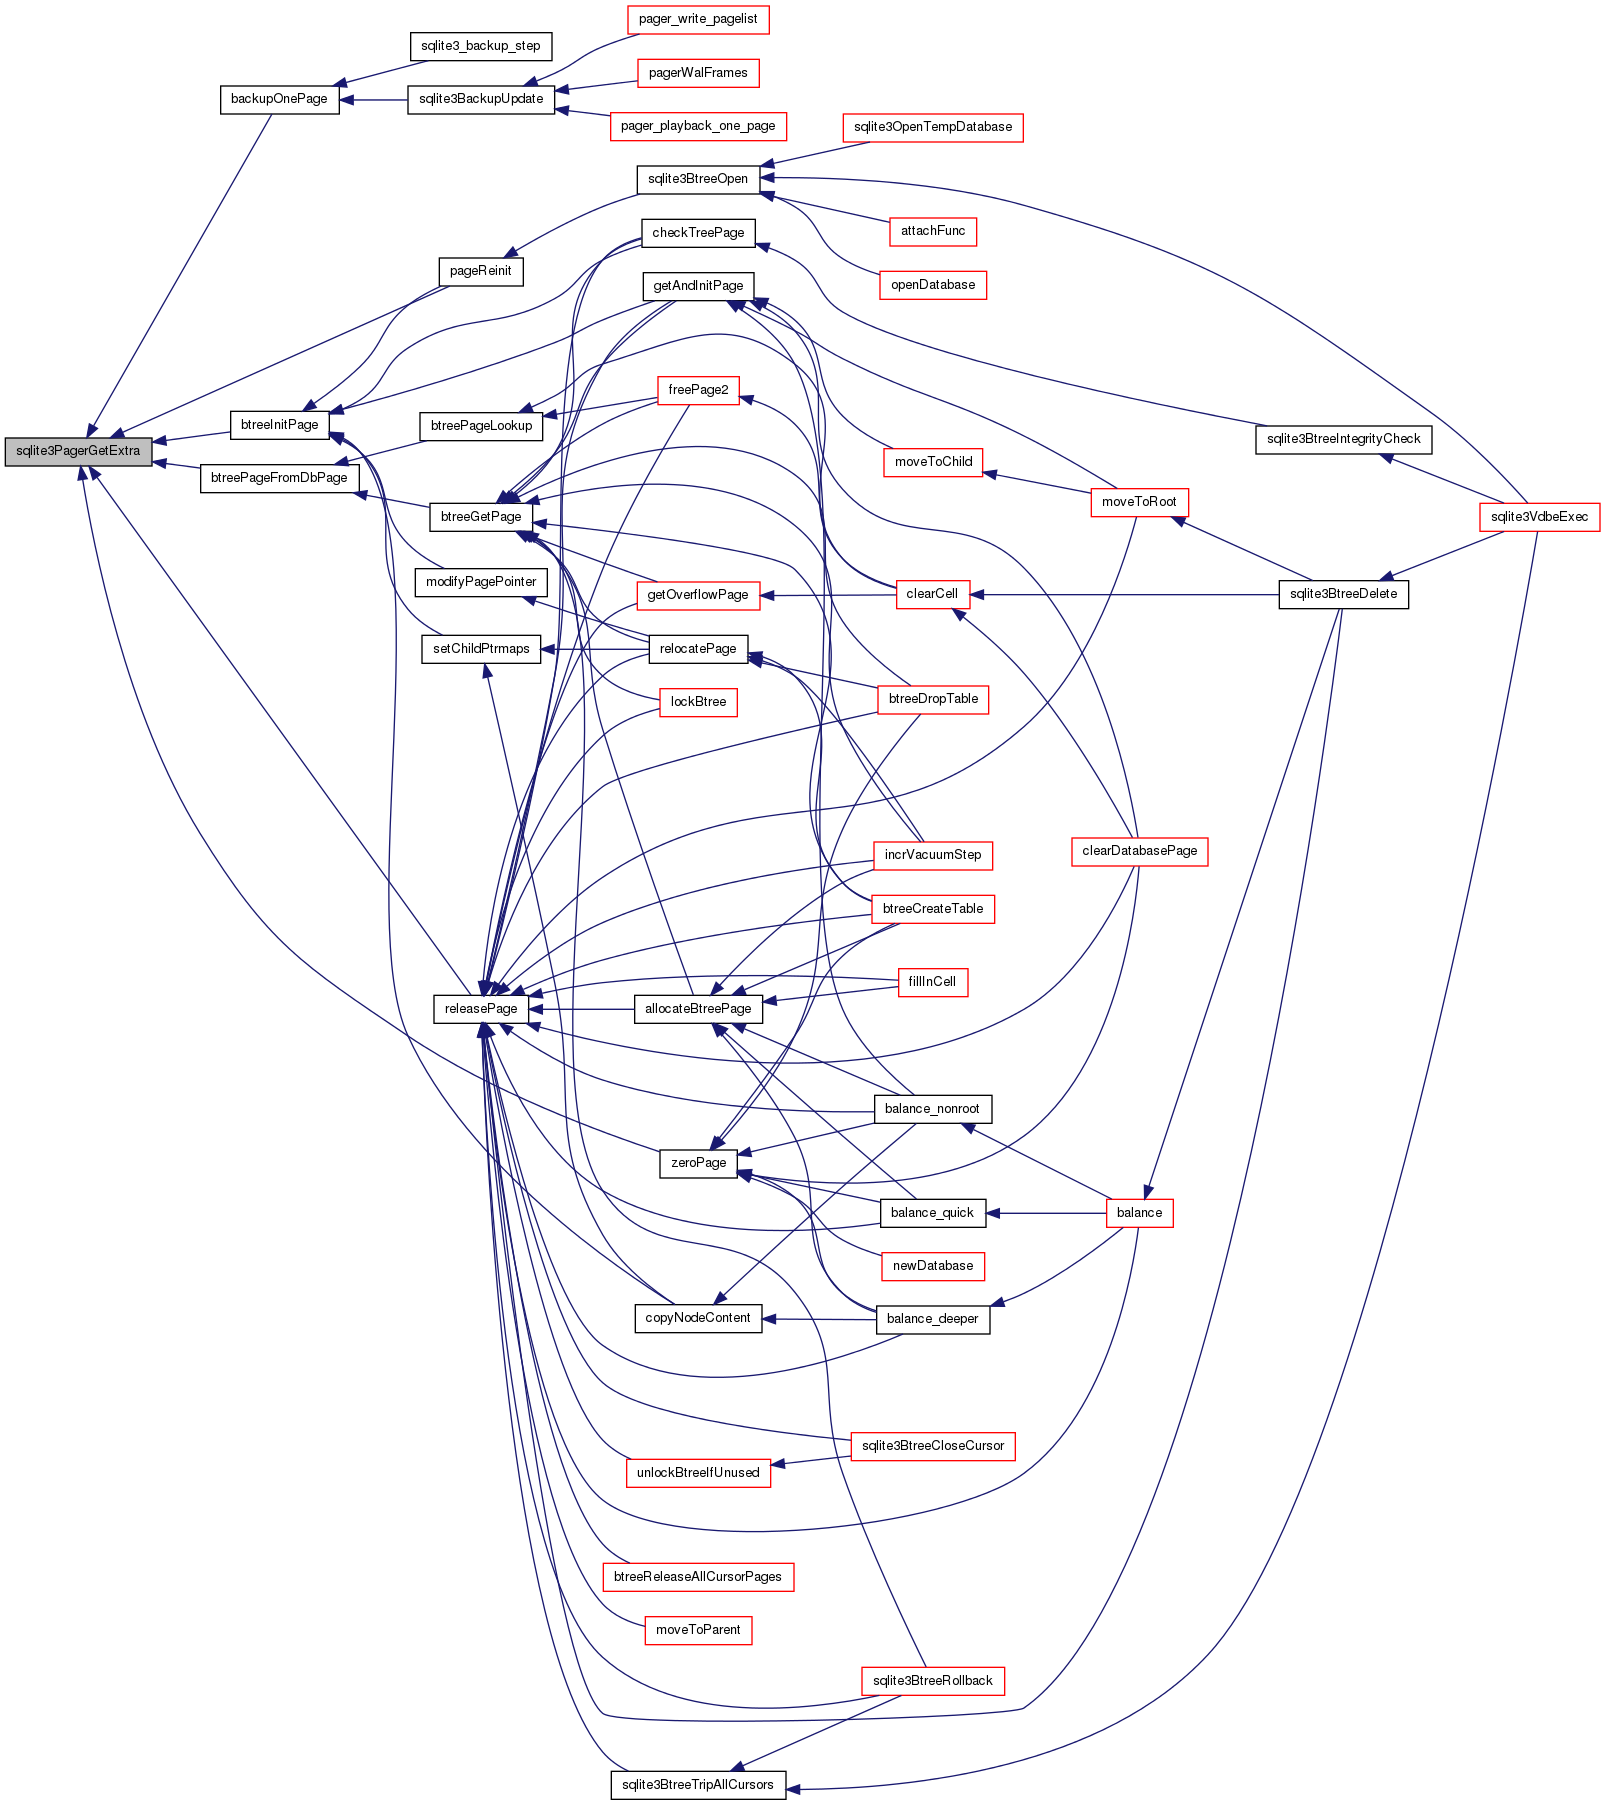 pager_write_pagelist
sqlite3_backup_step
pagerWalFrames
backupOnePage
sqlite3BackupUpdate
pager_playback_one_page
sqlite3OpenTempDatabase
sqlite3BtreeOpen
checkTreePage
attachFunc
pageReinit
getAndInitPage
openDatabase
freePage2
btreeInitPage
btreePageLookup
sqlite3BtreeIntegrityCheck
sqlite3PagerGetExtra
moveToChild
btreePageFromDbPage
moveToRoot
btreeGetPage
sqlite3VdbeExec
modifyPagePointer
getOverflowPage
clearCell
sqlite3BtreeDelete
setChildPtrmaps
relocatePage
lockBtree
btreeDropTable
incrVacuumStep
clearDatabasePage
btreeCreateTable
fillInCell
releasePage
allocateBtreePage
balance_nonroot
zeroPage
balance_quick
balance
newDatabase
copyNodeContent
balance_deeper
sqlite3BtreeCloseCursor
unlockBtreeIfUnused
btreeReleaseAllCursorPages
moveToParent
sqlite3BtreeRollback
sqlite3BtreeTripAllCursors